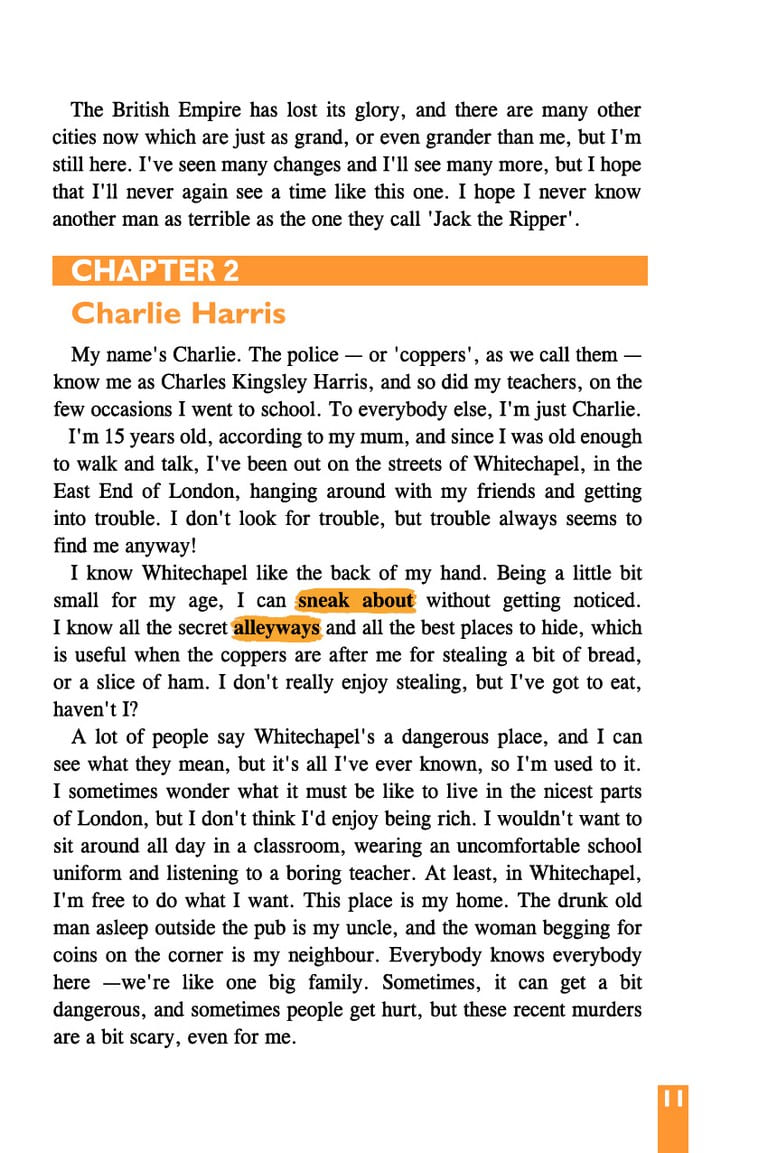 The British Empire has lost its glory, and there are many other
cities now which are just as grand, or even grander than me, but I'm
still here. I've seen many changes and I'll see many more, but I hope
that I'll never again see a time like this one. I hope I never know
another man as terrible as the one they call 'Jack the Ripper'.
CHAPTER 2
Charlie Harris
My name's Charlie. The police — or 'coppers', as we call them —
know me as Charles Kingsley Harris, and so did my teachers, on the
few occasions I went to school. To everybody else, I'm just Charlie.
I'm 15 years old, according to my mum, and since I was old enough
to walk and talk, I've been out on the streets of Whitechapel, in the
East End of London, hanging around with my friends and getting
into trouble. I don't look for trouble, but trouble always seems to
find me anyway!
I know Whitechapel like the back of my hand. Being a little bit
small for my age, I can sneak about without getting noticed.
I know all the secret alleyways and all the best places to hide, which
is useful when the coppers are after me for stealing a bit of bread,
or a slice of ham. I don't really enjoy stealing, but I've got to eat,
haven't I?
A lot of people say Whitechapel's a dangerous place, and I can
see what they mean, but it's all I've ever known, so I'm used to it.
I sometimes wonder what it must be like to live in the nicest parts
of London, but I don't think I'd enjoy being rich. I wouldn't want to
sit around all day in a classroom, wearing an uncomfortable school
uniform and listening to a boring teacher. At least, in Whitechapel,
I'm free to do what I want. This place is my home. The drunk old
man asleep outside the pub is my uncle, and the woman begging for
coins on the corner is my neighbour. Everybody knows everybody
here —we're like one big family. Sometimes, it can get a bit
dangerous, and sometimes people get hurt, but these recent murders
are a bit scary, even for me.
11